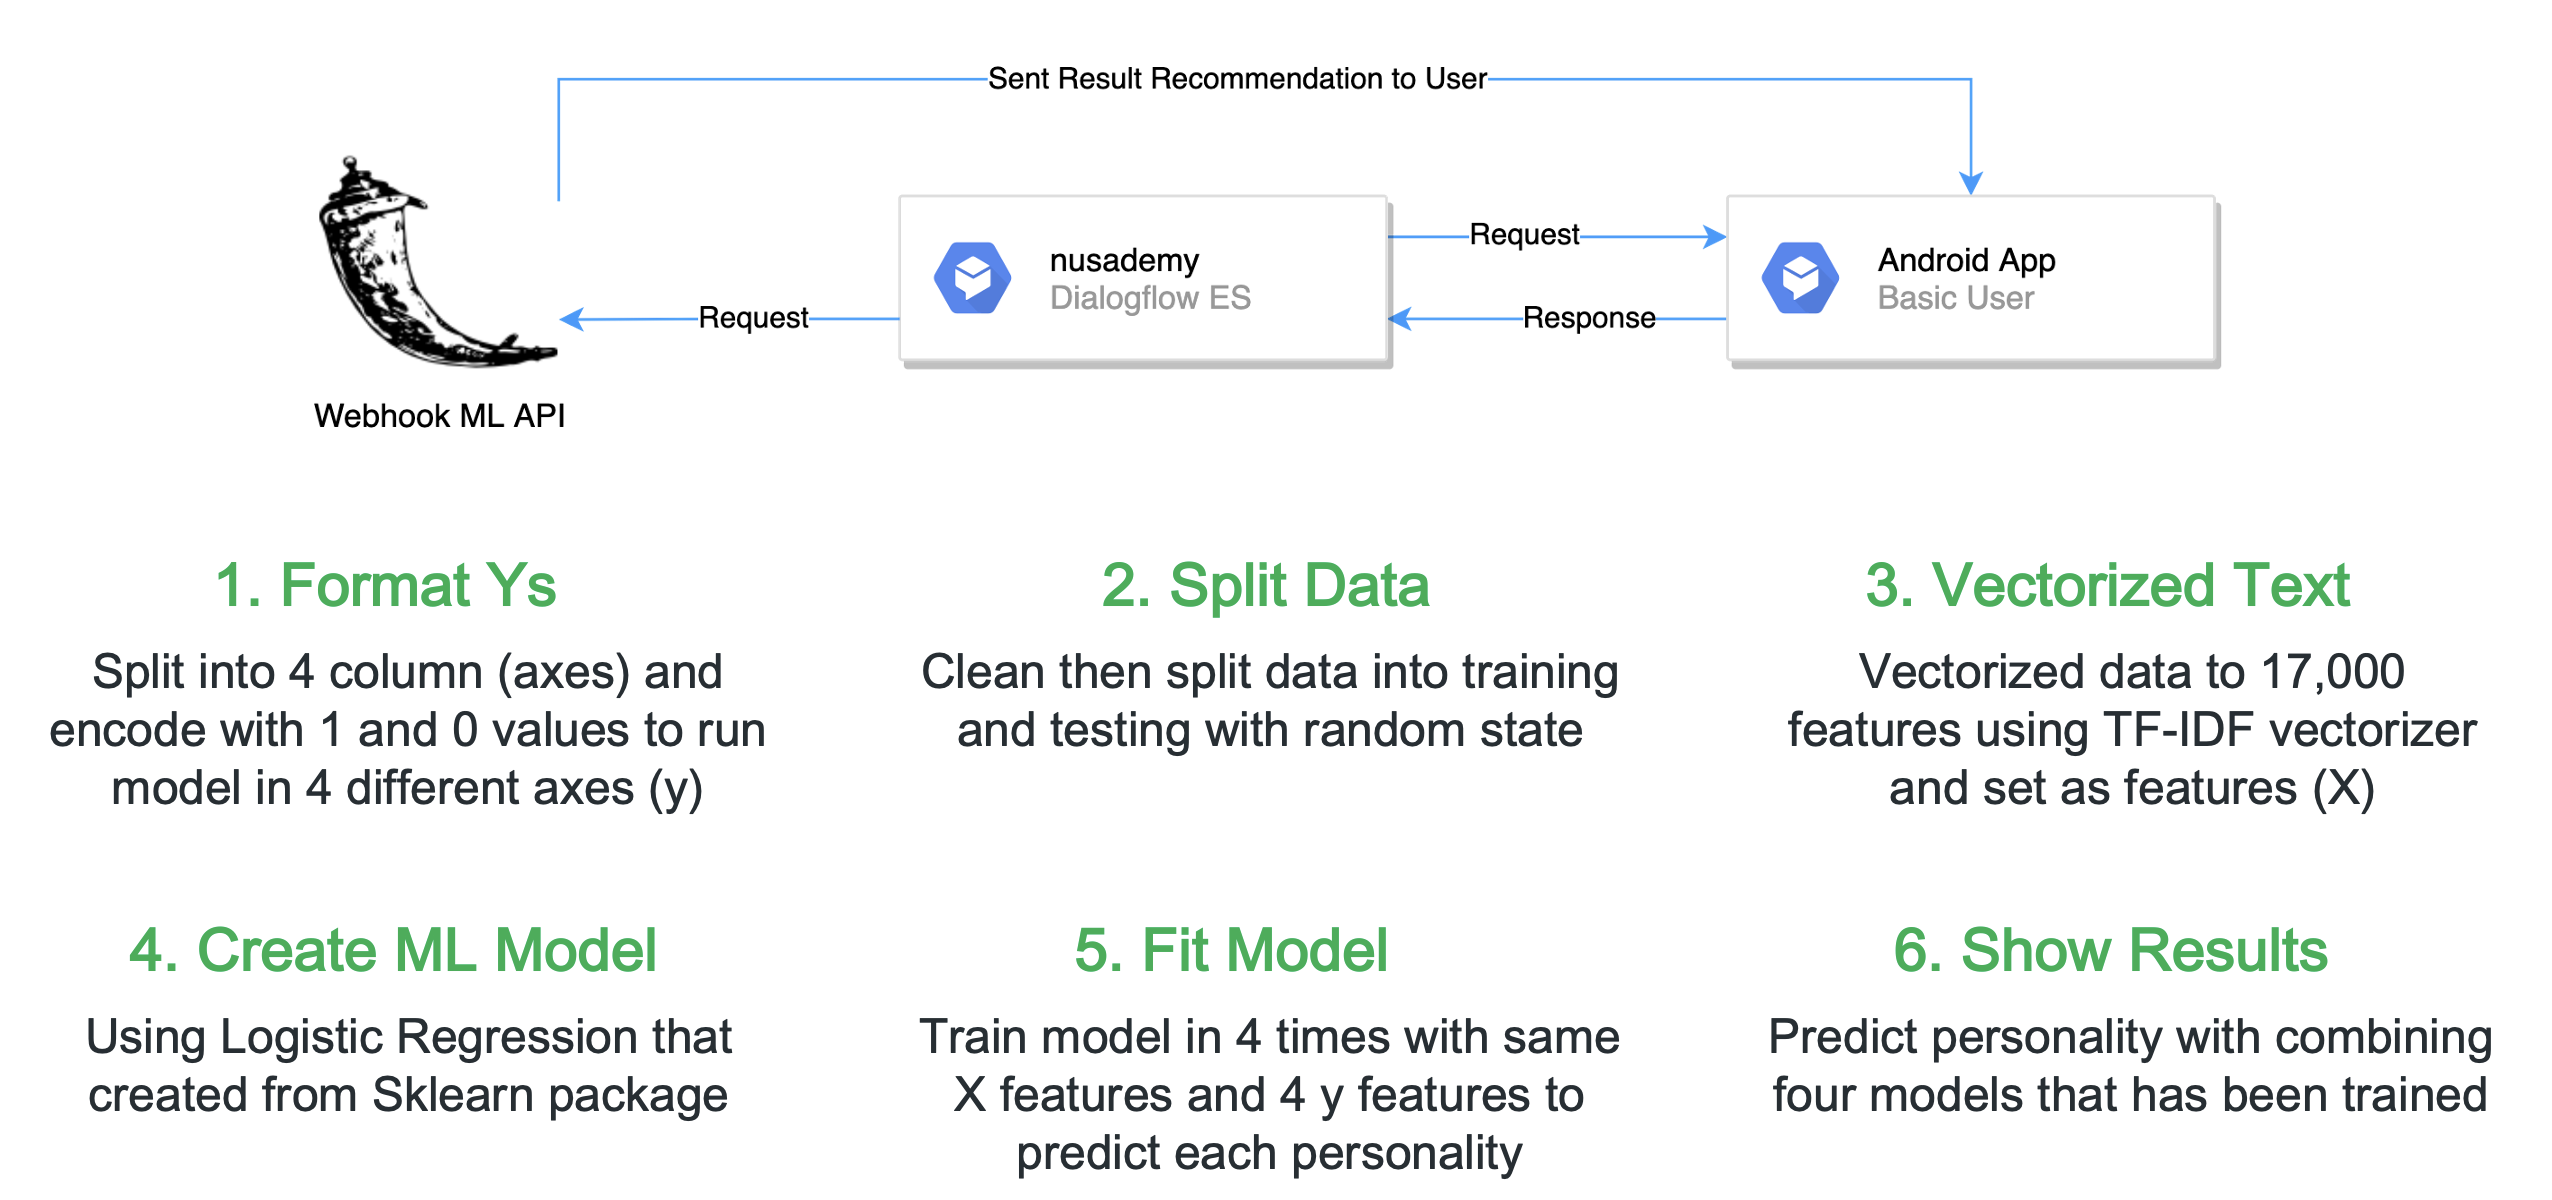 Sent Result Recommendation to User
Request
nusademy
Dialogflow ES
Android App
Basic User
Request
Response
Webhook ML API
1. Format Ys
Split into 4 column (axes) and
encode with 1 and 0 values to run
model in 4 different axes (y)
2. Split Data
Clean then split data into training
and testing with random state
3. Vectorized Text
Vectorized data to 17,000
features using TF-IDF vectorizer
and set as features (X)
4. Create ML Model
Using Logistic Regression that
created from Sklearn package
5. Fit Model
Train model in 4 times with same
X features and 4 y features to
predict each personality
6. Show Results
Predict personality with combining
four models that has been trained